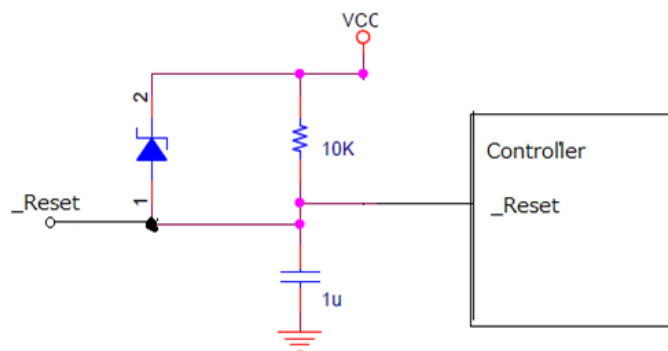 VCC
2
10K
Controller
_Reset
1
_Reset
1u